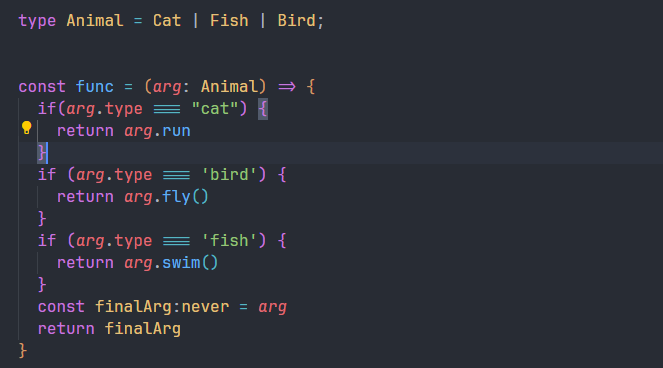 type Animal = Cat | Fish | Bird;
const func = (arg: Animal) => {
if(arg.type === "cat") {
return arg.run
}
if (arg.type === 'bird') {
return arg.fly()
}
if (arg.type === 'fish') {
return arg.swim()
}
const finalArg:never = arg
return finalArg
}